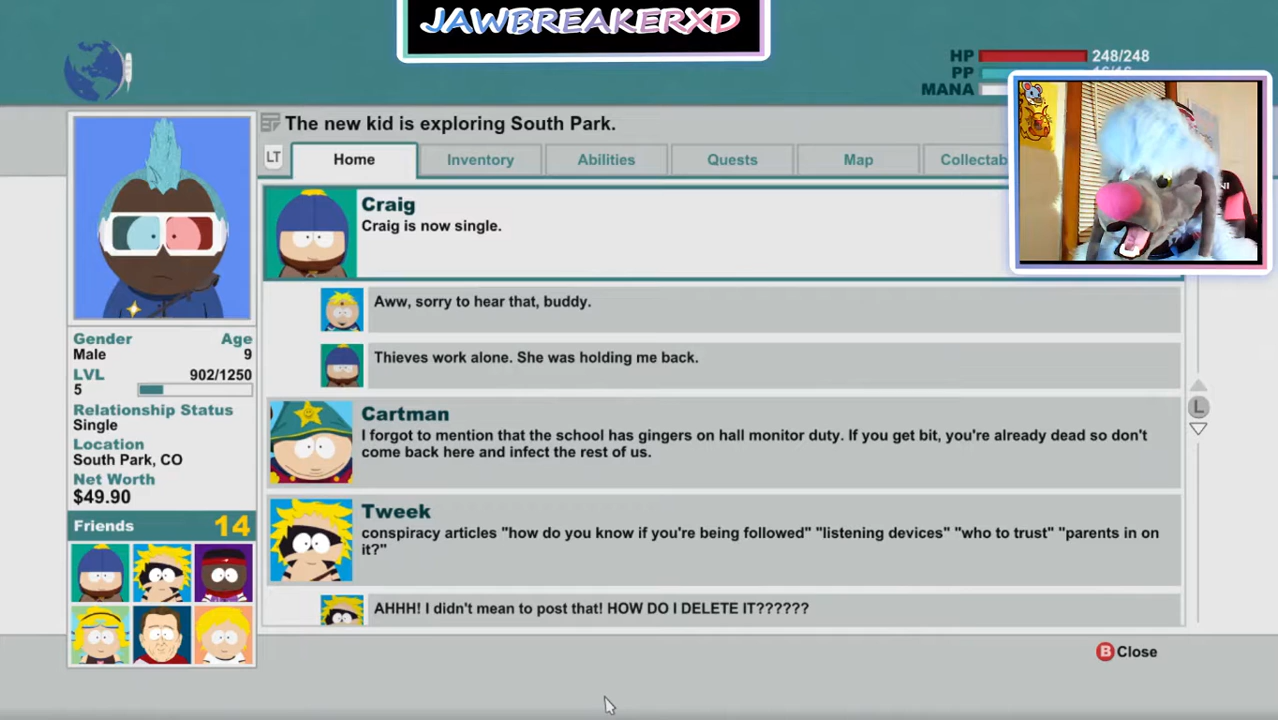 JAWBREAKERXD
HP 248/248
PP
MANA
The new kid is exploring South Park.
LT Home Inventory Abilities Quests Map Collectab
Craig
Craig is now single.
Aww, sorry to hear that, buddy.
Thieves work alone. She was holding me back.
Cartman
I forgot to mention that the school has gingers on hall monitor duty. If you get bit, you're already dead so don't
come back here and infect the rest of us.
Tweek
conspiracy articles "how do you know if you're being followed" "listening devices" "who to trust" "parents in on
it?"
AHHH! I didn't mean to post that! HOW DO I DELETE IT??????
Gender Age
Male 9
LVL 902/1250
5
Relationship Status
Single
Location
South Park, CO
Net Worth
$49.90
Friends 14
L
B Close